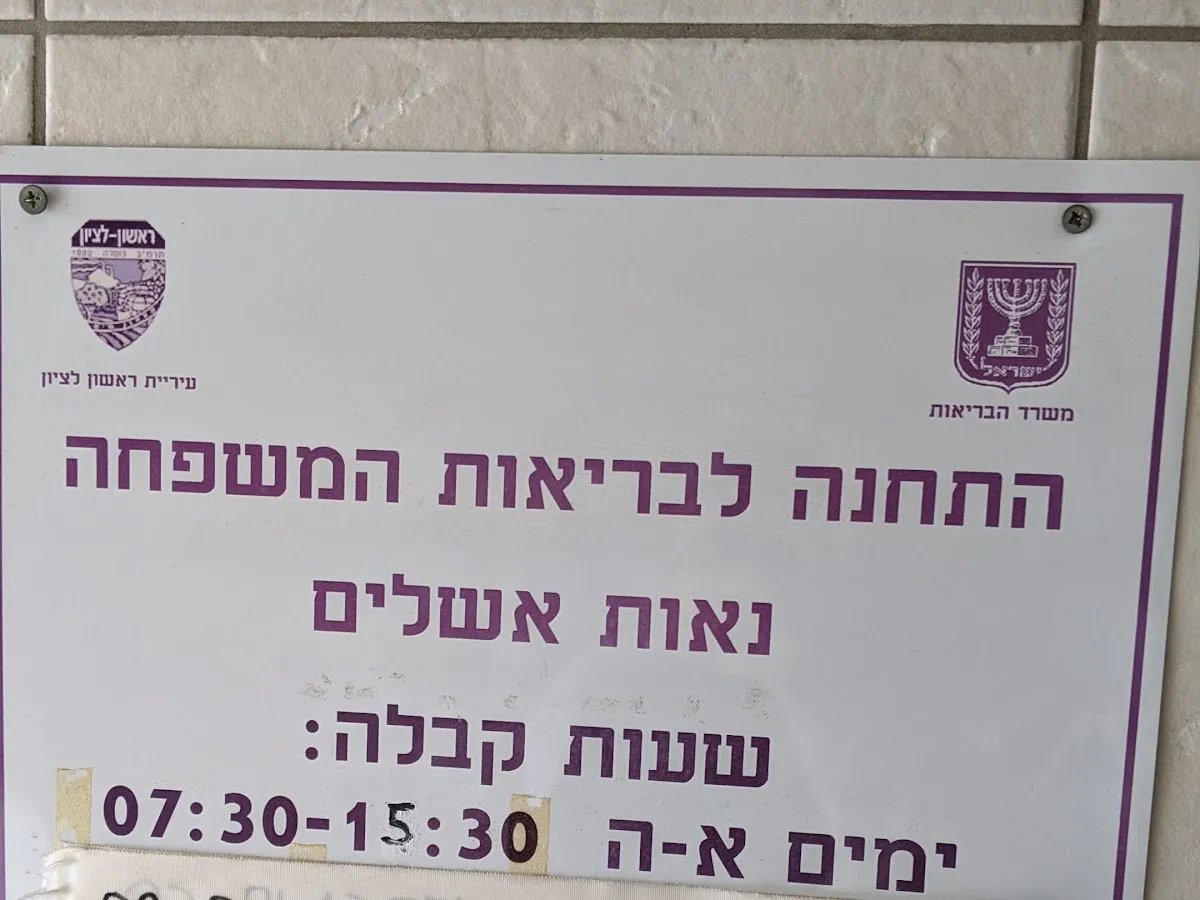 ראשון-לציון
עיריית ראשון לציון
ישראל
משרד הבריאות
התחנה לבריאות המשפחה
נאות אשלים
שעות קבלה:
ימים א-ה 07:30-15:30